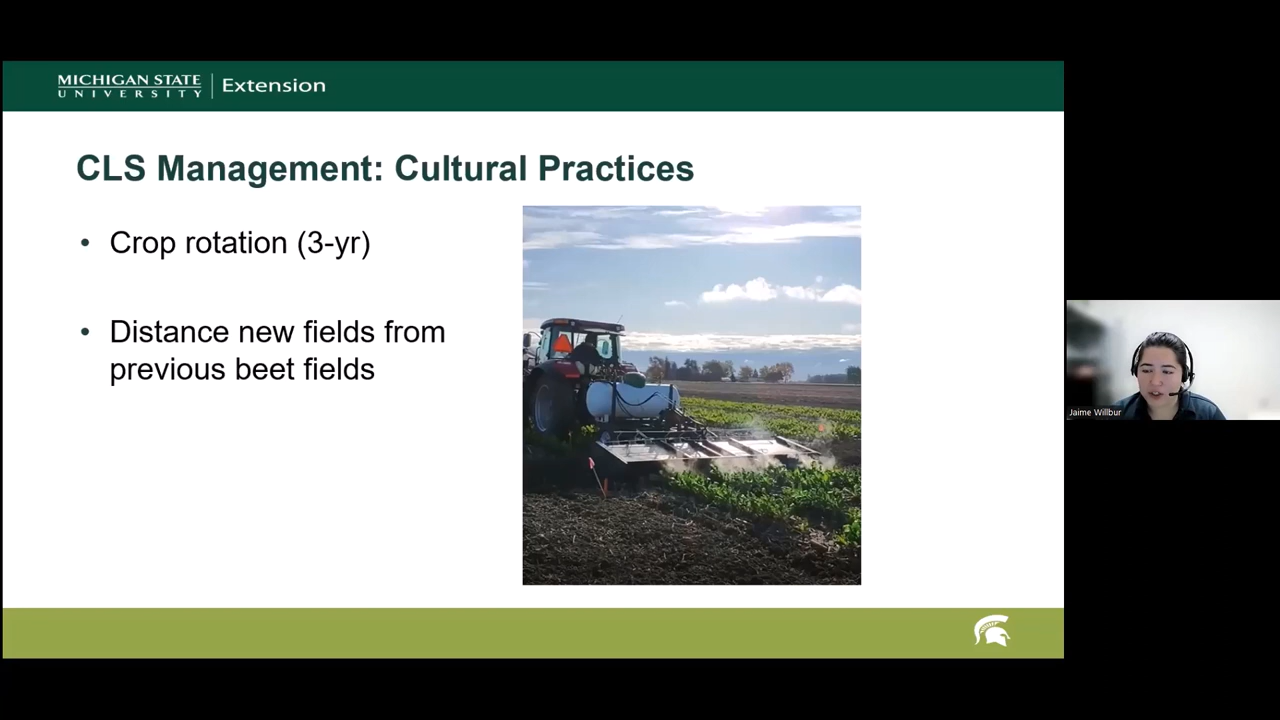 MICHIGAN STATE
UNIVERSITY
Extension
CLS Management: Cultural Practices
• Crop rotation (3-yr)
• Distance new fields from
previous beet fields
Jaime Willbur